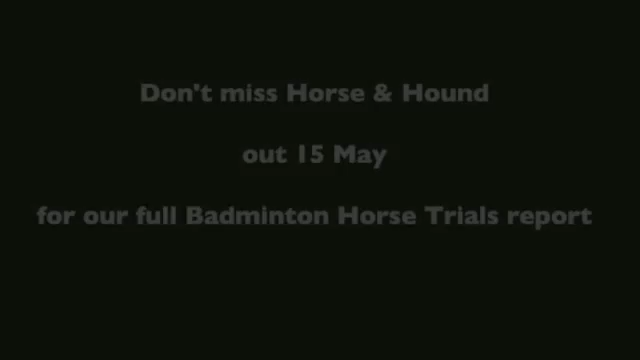 Don't miss Horse & Hound
out 15 May
for our full Badminton Horse Trials report